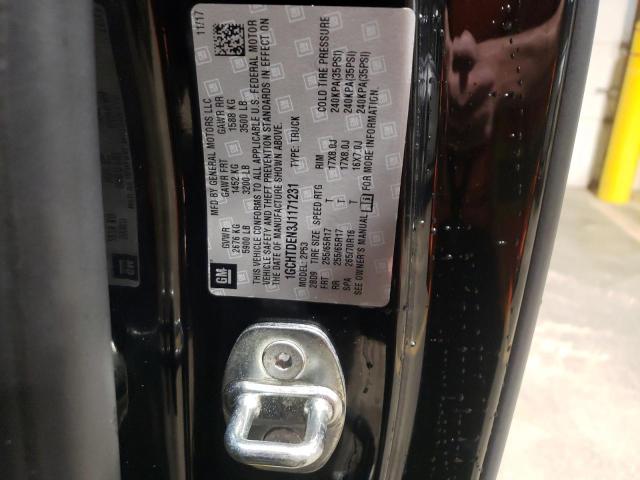 MFD BY GENERAL MOTORS LLC 11/17
GVWR GAWR FRT GAWR RR
2676 KG 1452 KG 1588 KG
5900 LB 3200 LB 3500 LB
THIS VEHICLE CONFORMS TO ALL APPLICABLE U.S. FEDERAL MOTOR
VEHICLE SAFETY AND THEFT PREVENTION STANDARDS IN EFFECT ON
THE DATE OF MANUFACTURE SHOWN ABOVE.
GM
1GCHTDEN3J1171231 TYPE: TRUCK
MODEL: 2P53
28D9 TIRE SIZE SPEED RTG RIM COLD TIRE PRESSURE
FRT 255/65R17 T 17X8.0J 240KPA(35PSI)
RR 255/65R17 T 17X8.0J 240KPA(35PSI)
SPA 265/70R16 T 16X7.0J 240KPA(35PSI)
SEE OWNER'S MANUAL FOR MORE INFORMATION.